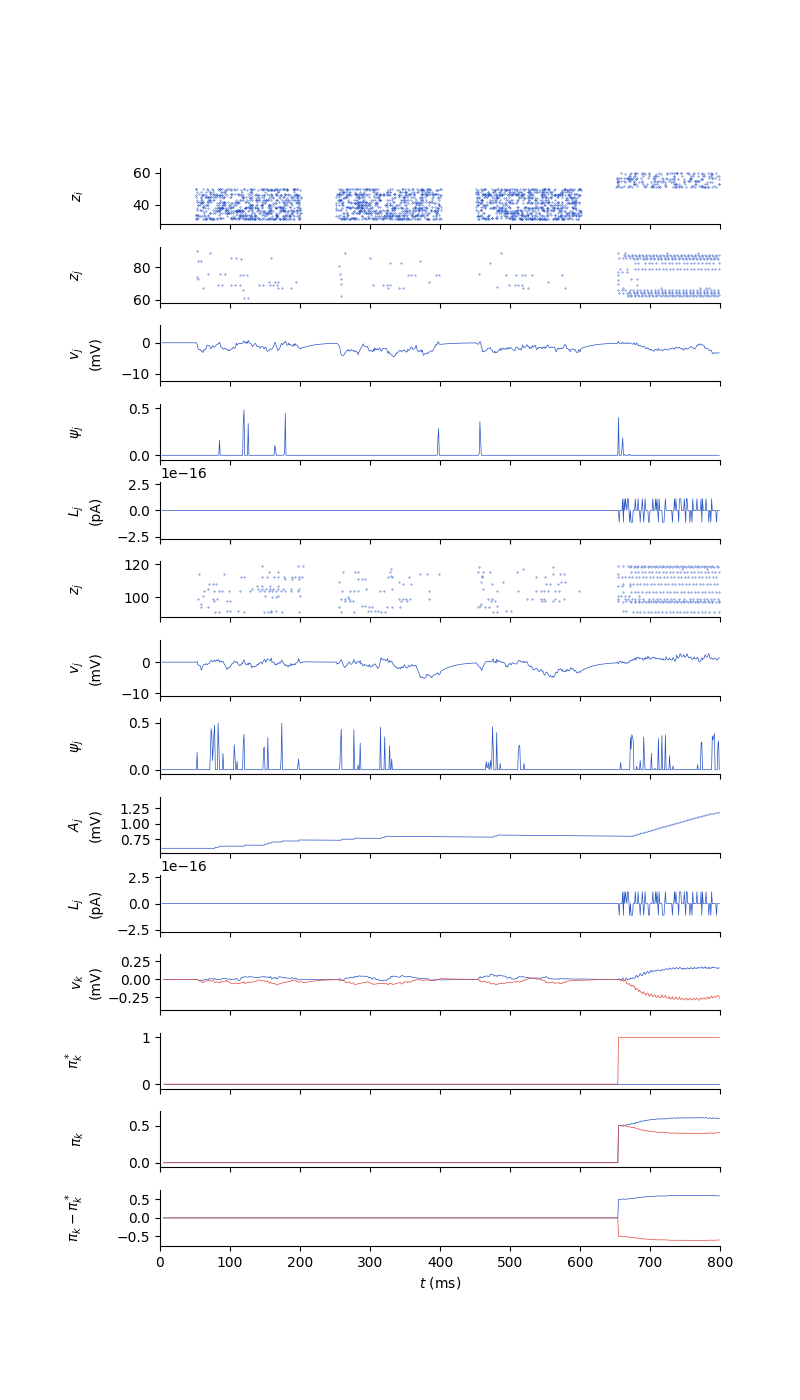 60
40
z_i
80
60
z_j
0
−10
v_j
(mV)
0.5
0.0
ψ_j
1e−16
2.5
0.0
−2.5
L_j
(pA)
120
100
z_j
0
−10
v_j
(mV)
0.5
0.0
ψ_j
1.25
1.00
0.75
A_j
(mV)
1e−16
2.5
0.0
−2.5
L_j
(pA)
0.25
0.00
−0.25
v_k
(mV)
1
0
π_k^*
0.5
0.0
π_k
0.5
0.0
−0.5
π_k − π_k^*
0 100 200 300 400 500 600 700 800
t (ms)